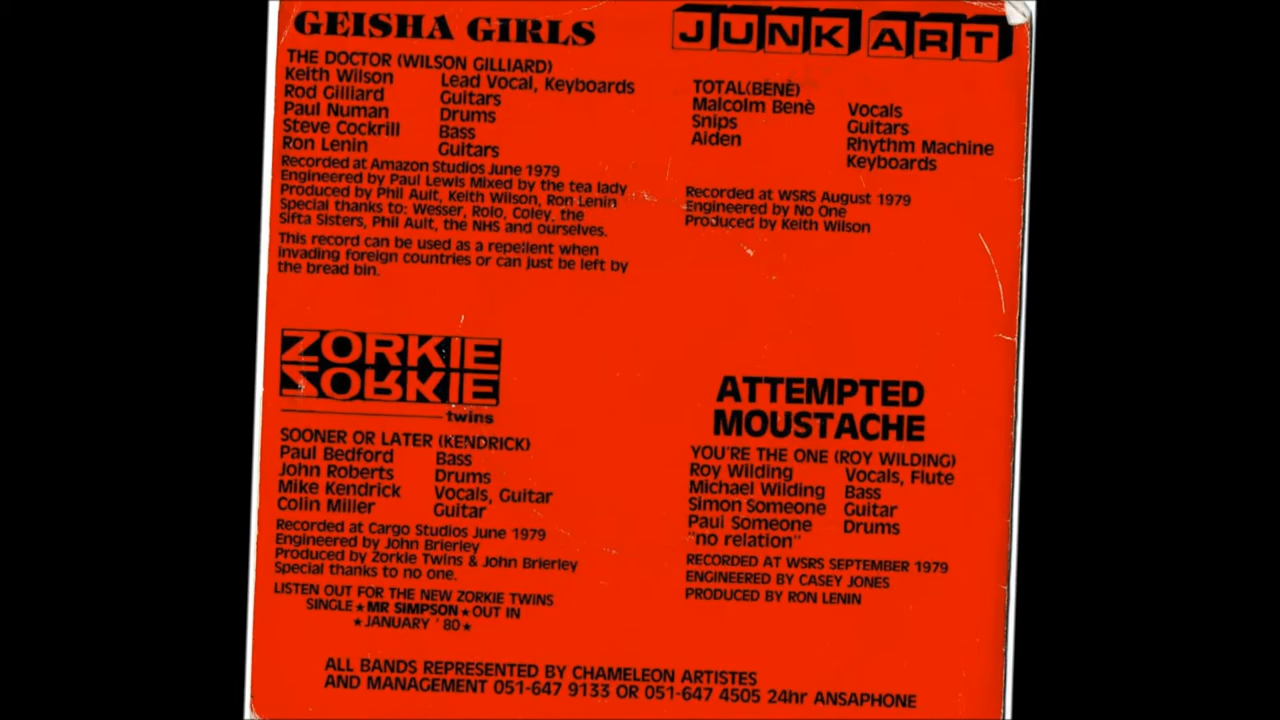 GEISHA GIRLS
THE DOCTOR (WILSON GILLIARD)
Keith Wilson Lead Vocal, Keyboards
Rod Gilliard Guitars
Paul Numan Drums
Steve Cockrill Bass
Ron Lenin Guitars
Recorded at Amazon Studios June 1979
Engineered by Paul Lewis Mixed by the tea lady
Produced by Phil Ault, Keith Wilson, Ron Lenin
Special thanks to: Wesser, Rolo, Coley, the
Sifta Sisters, Phil Ault, the NHS and ourselves.
This record can be used as a repellent when
invading foreign countries or can just be left by
the bread bin.
JUNK ART
TOTAL(BENÈ)
Malcolm Benè Vocals
Snips Guitars
Aiden Rhythm Machine
Keyboards
Recorded at WSRS August 1979
Engineered by No One
Produced by Keith Wilson
ZORKIE
ZORKIE
twins
SOONER OR LATER (KENDRICK)
Paul Bedford Bass
John Roberts Drums
Mike Kendrick Vocals, Guitar
Colin Miller Guitar
Recorded at Cargo Studios June 1979
Engineered by John Brierley
Produced by Zorkie Twins & John Brierley
Special thanks to no one.
LISTEN OUT FOR THE NEW ZORKIE TWINS
SINGLE ★ MR SIMPSON ★ OUT IN
★ JANUARY '80 ★
ATTEMPTED
MOUSTACHE
YOU'RE THE ONE (ROY WILDING)
Roy Wilding Vocals, Flute
Michael Wilding Bass
Simon Someone Guitar
Paul Someone Drums
"no relation"
RECORDED AT WSRS SEPTEMBER 1979
ENGINEERED BY CASEY JONES
PRODUCED BY RON LENIN
ALL BANDS REPRESENTED BY CHAMELEON ARTISTES
AND MANAGEMENT 051-647 9133 OR 051-647 4505 24hr ANSAPHONE